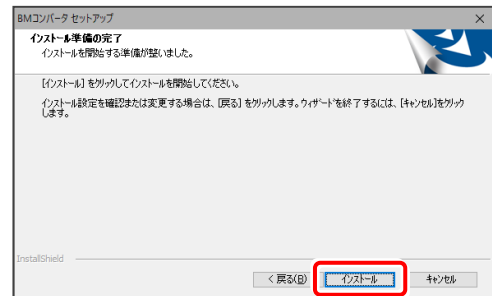 BMコンバータ セットアップ
インストール準備の完了
インストールを開始する準備が整いました。
[インストール] をクリックしてインストールを開始してください。
インストール設定を確認または変更する場合は、[戻る] をクリックします。ウィザードを終了するには、[キャンセル]をクリック
します。
InstallShield
< 戻る(B)
インストール
キャンセル